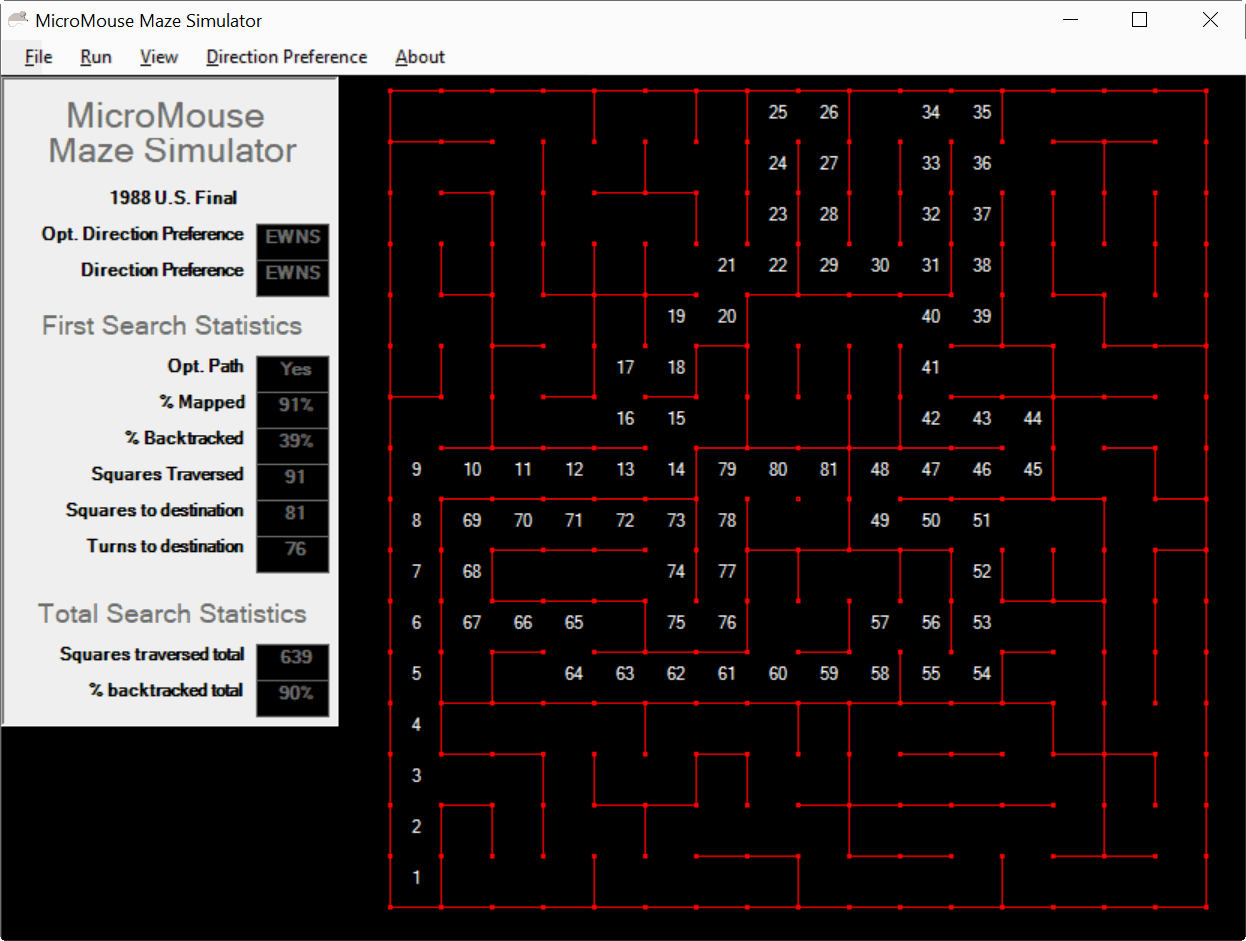 MicroMouse Maze Simulator
File Run View Direction Preference About
MicroMouse
Maze Simulator
1988 U.S. Final
Opt. Direction Preference EWNS
Direction Preference EWNS
First Search Statistics
Opt. Path Yes
% Mapped 91%
% Backtracked 39%
Squares Traversed 91
Squares to destination 81
Turns to destination 76
Total Search Statistics
Squares traversed total 639
% backtracked total 90%
25 26 34 35
24 27 33 36
23 28 32 37
21 22 29 30 31 38
19 20 40 39
17 18 41
16 15 42 43 44
9 10 11 12 13 14 79 80 81 48 47 46 45
8 69 70 71 72 73 78 49 50 51
7 68 74 77 52
6 67 66 65 75 76 57 56 53
5 64 63 62 61 60 59 58 55 54
4
3
2
1